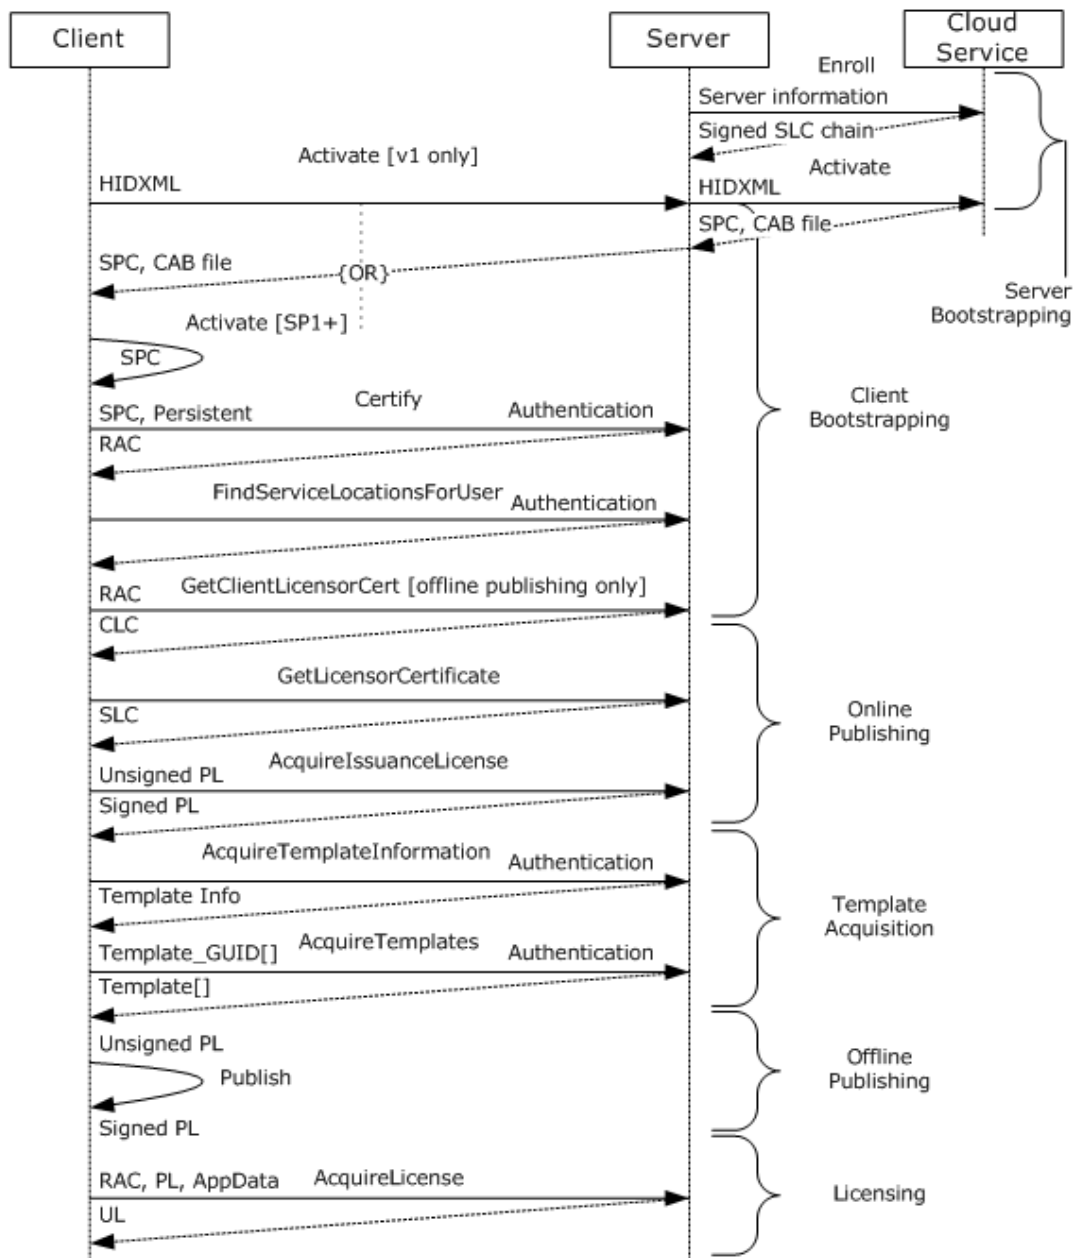 Client
Server
Cloud
Service
Enroll
Server information
Signed SLC chain
Activate [v1 only]
Activate
HIDXML
HIDXML
SPC, CAB file
SPC, CAB file
{OR}
Server
Bootstrapping
Activate [SP1+]
SPC
Certify
SPC, Persistent
Authentication
RAC
Client
Bootstrapping
FindServiceLocationsForUser
Authentication
GetClientLicensorCert [offline publishing only]
RAC
CLC
GetLicensorCertificate
SLC
Online
Publishing
AcquireIssuanceLicense
Unsigned PL
Signed PL
AcquireTemplateInformation
Authentication
Template Info
Template
Acquisition
AcquireTemplates
Template_GUID[]
Authentication
Template[]
Unsigned PL
Publish
Signed PL
Offline
Publishing
RAC, PL, AppData
AcquireLicense
UL
Licensing